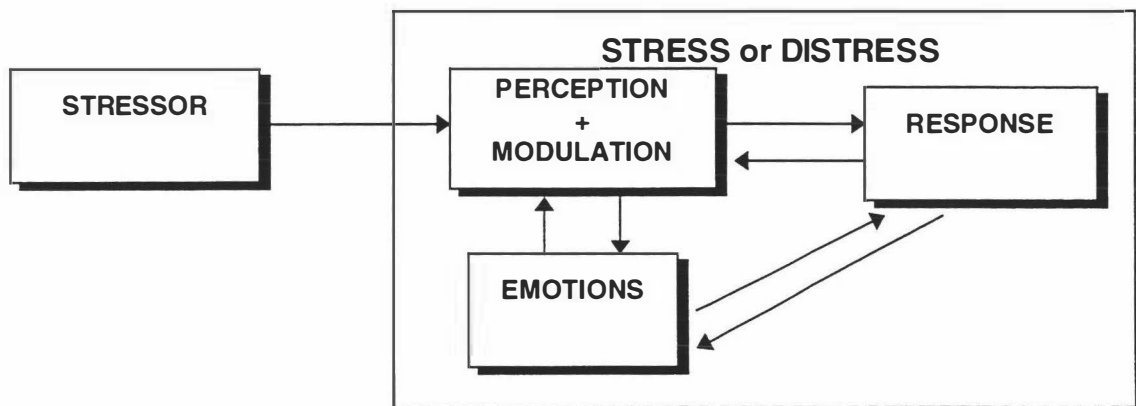 STRESS or DISTRESS
STRESSOR
PERCEPTION
+
MODULATION
RESPONSE
EMOTIONS